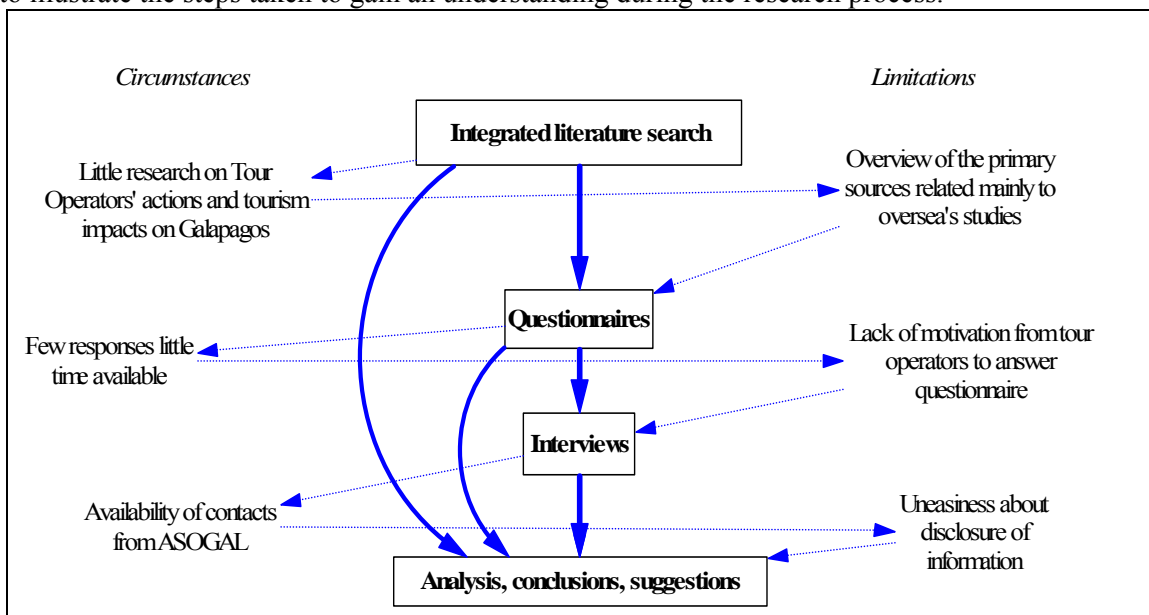 to illustrate the steps taken to gain an understanding during the research process.
Circumstances
Limitations
Integrated literature search
Little research on Tour
Operators' actions and tourism
impacts on Galapagos
Overview of the primary
sources related mainly to
oversea's studies
Questionnaires
Few responses little
time available
Lack of motivation from tour
operators to answer
questionnaire
Interviews
Availability of contacts
from ASOGAL
Uneasiness about
disclosure of
information
Analysis, conclusions, suggestions